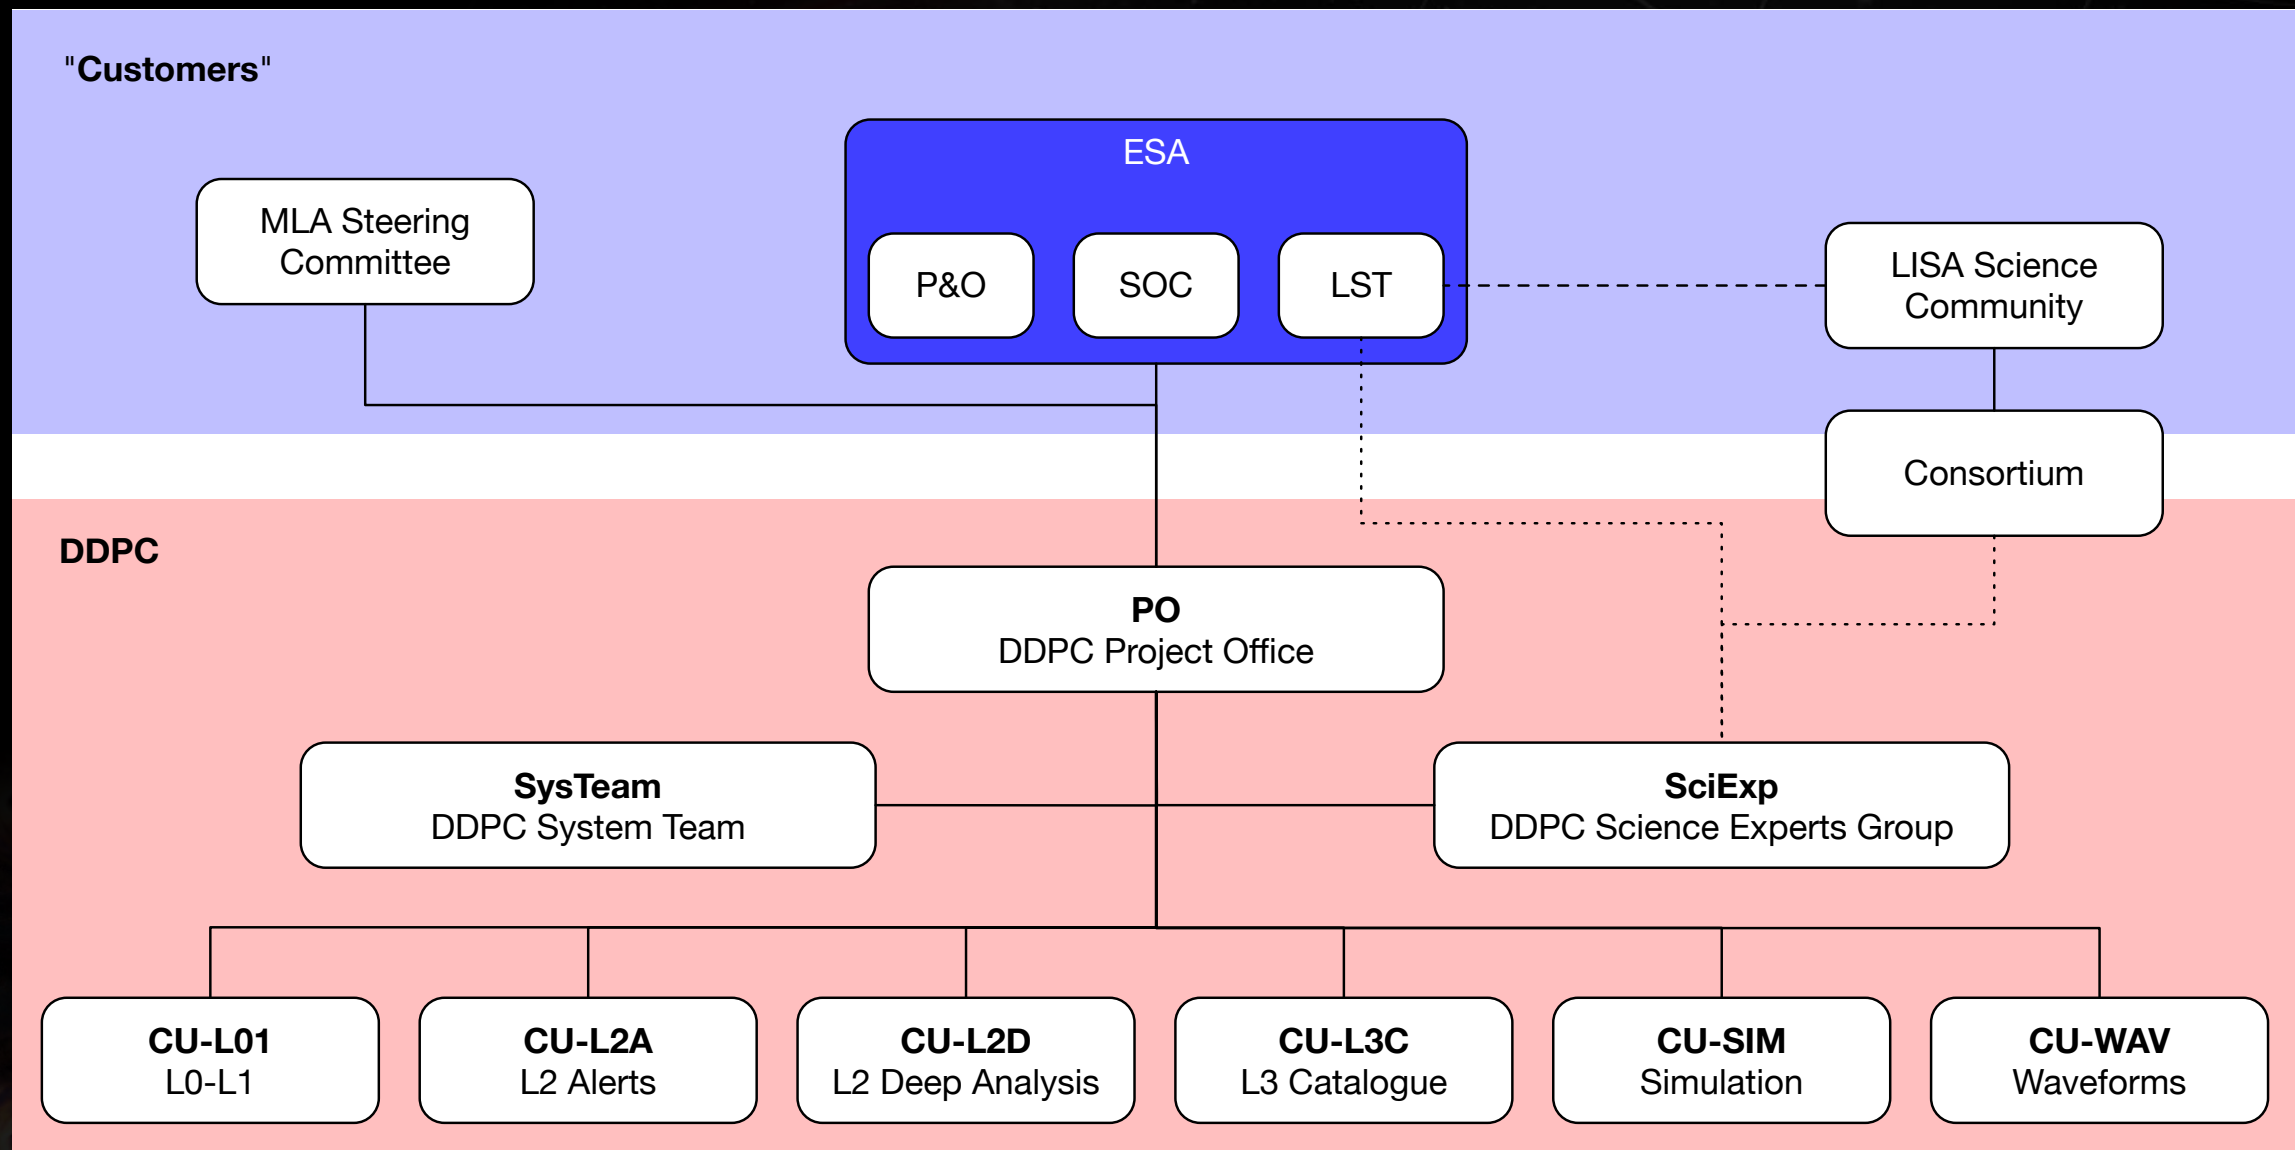 "Customers"
ESA
MLA Steering
Committee
P&O
SOC
LST
LISA Science
Community
Consortium
DDPC
PO
DDPC Project Office
SysTeam
DDPC System Team
SciExp
DDPC Science Experts Group
CU-L01
L0-L1
CU-L2A
L2 Alerts
CU-L2D
L2 Deep Analysis
CU-L3C
L3 Catalogue
CU-SIM
Simulation
CU-WAV
Waveforms